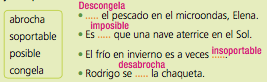 abrocha
soportable
posible
congela
Descongela
• ..... el pescado en el microondas, Elena.
imposible
• Es ..... que una nave aterrice en el Sol.
insoportable
• El frío en invierno es a veces ......
desabrocha
• Rodrigo se ..... la chaqueta.